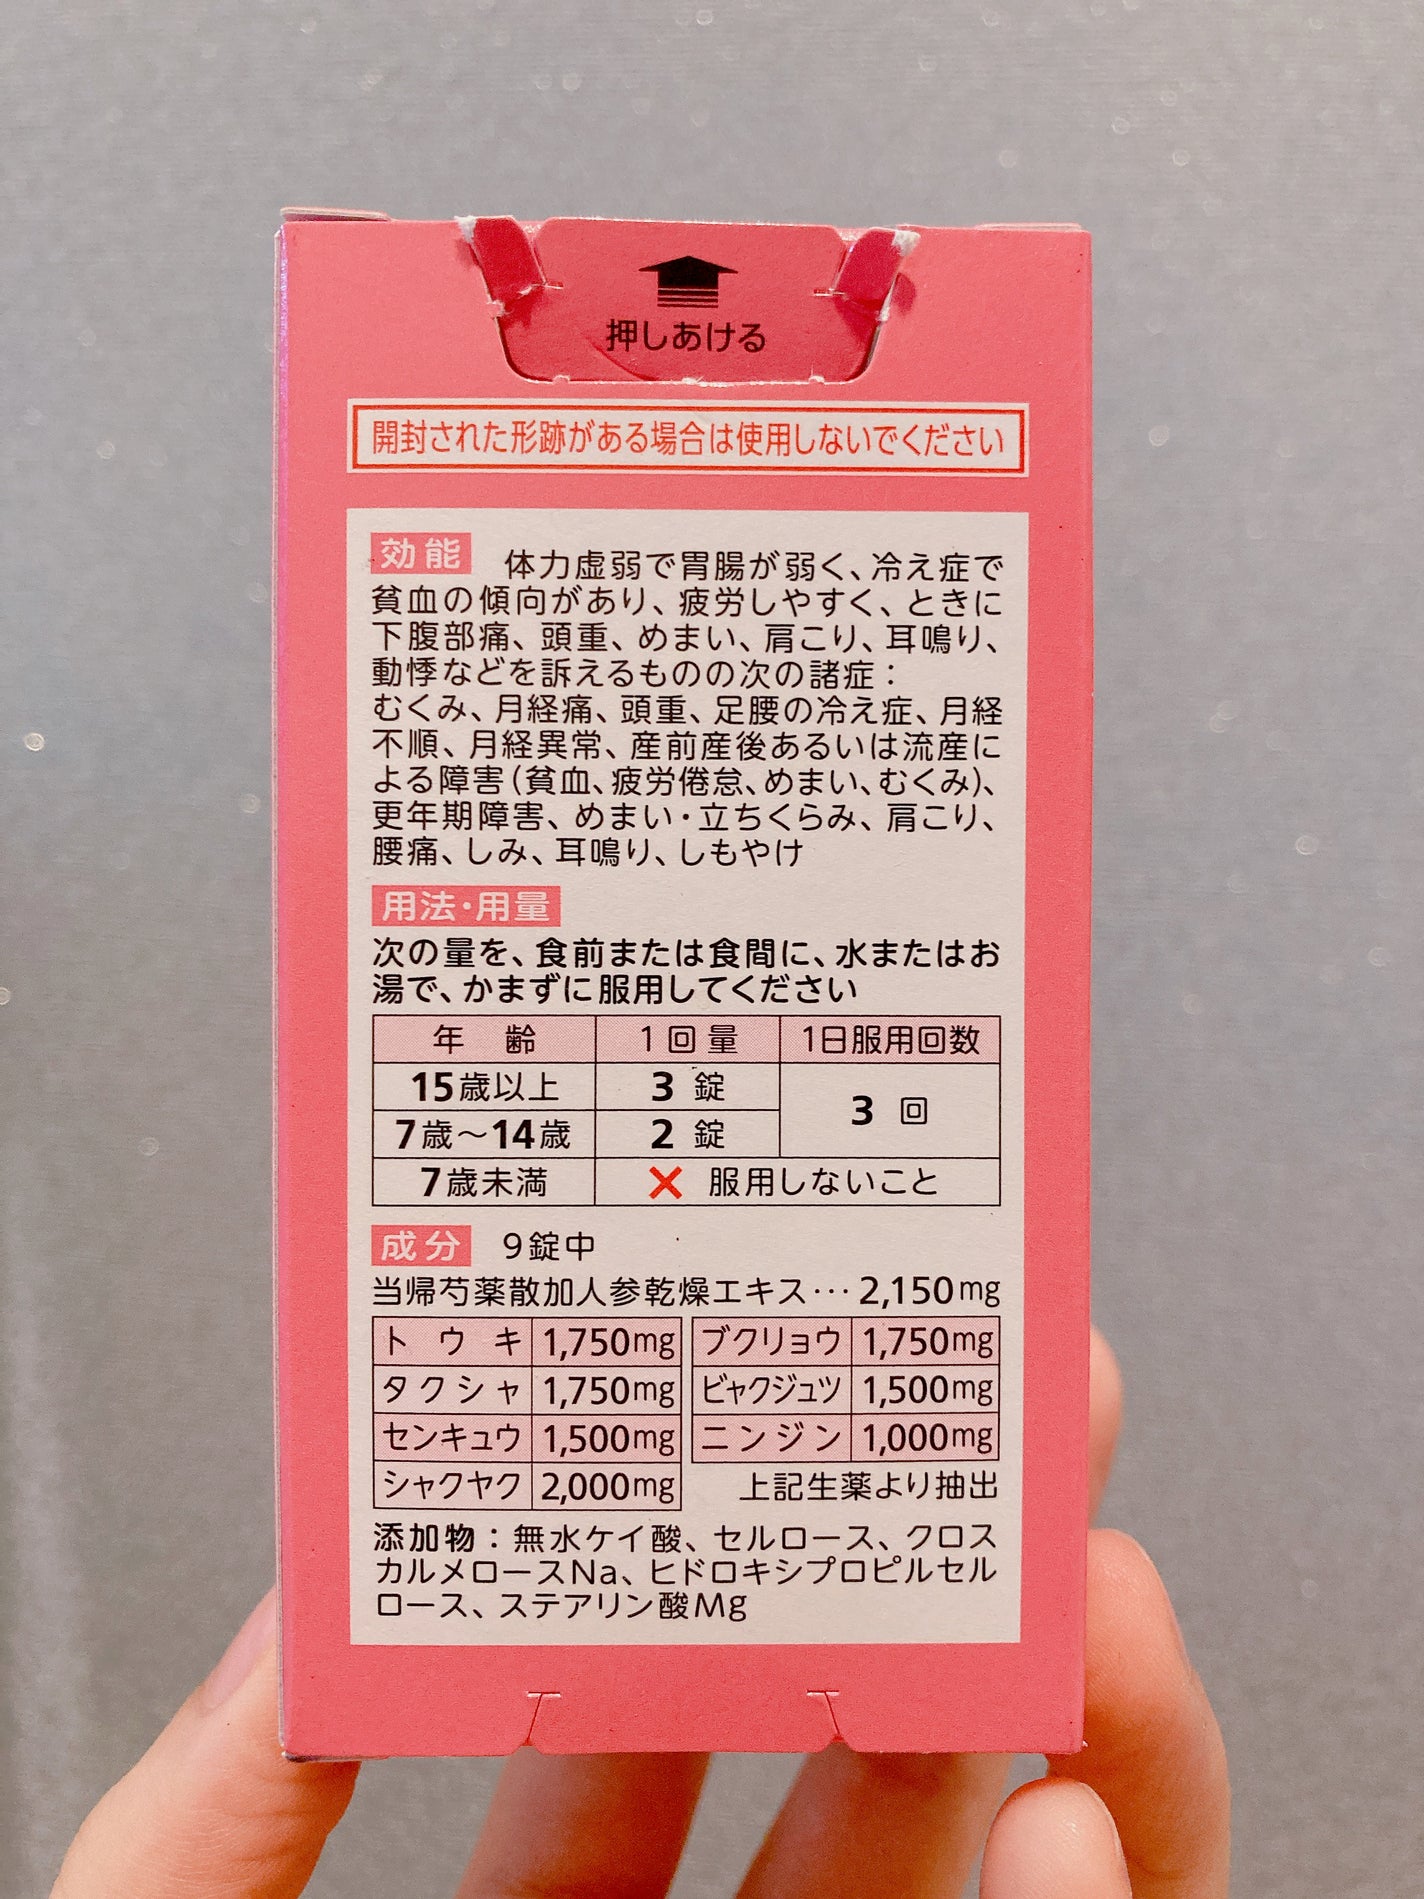 押しあける
開封された形跡がある場合は使用しないでください
効能 体力虚弱で胃腸が弱く、冷え症で
貧血の傾向があり、疲労しやすく、ときに
下腹部痛、頭重、めまい、肩こり、耳鳴り、
動悸などを訴えるものの次の諸症：
むくみ、月経痛、頭重、足腰の冷え症、月経
不順、月経異常、産前産後あるいは流産に
よる障害（貧血、疲労倦怠、めまい、むくみ）、
更年期障害、めまい・立ちくらみ、肩こり、
腰痛、しみ、耳鳴り、しもやけ
用法・用量
次の量を、食前または食間に、水またはお
湯で、かまずに服用してください
年齢 1回量 1日服用回数
15歳以上 3錠 3回
7歳～14歳 2錠
7歳未満 × 服用しないこと
成分 9錠中
当帰芍薬散加人参乾燥エキス… 2,150mg
トウキ 1,750mg ブクリョウ 1,750mg
タクシャ 1,750mg ビャクジュツ 1,500mg
センキュウ 1,500mg ニンジン 1,000mg
シャクヤク 2,000mg 上記生薬より抽出
添加物：無水ケイ酸、セルロース、クロス
カルメロースNa、ヒドロキシプロピルセル
ロース、ステアリン酸Mg